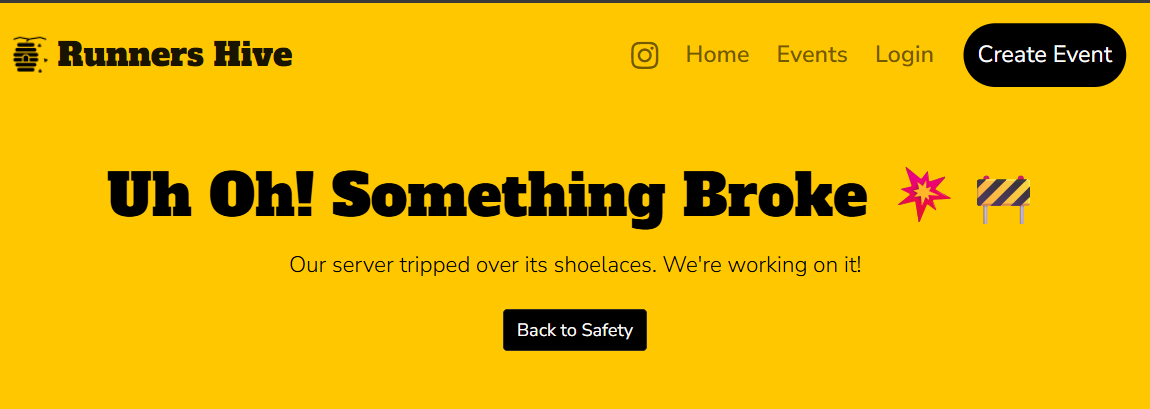 Runners Hive
Home Events Login Create Event
Uh Oh! Something Broke 💥 🚧
Our server tripped over its shoelaces. We're working on it!
Back to Safety